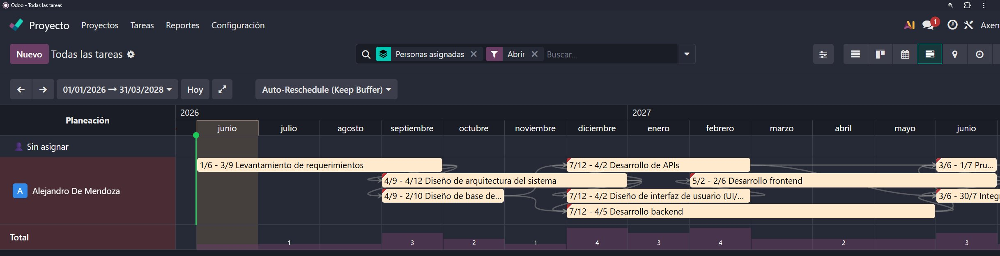 Odoo - Todas las tareas
Proyecto Proyectos Tareas Reportes Configuración AI 1 Axen
Nuevo Todas las tareas Personas asignadas Abrir Buscar...
01/01/2026 → 31/03/2028 Hoy Auto-Reschedule (Keep Buffer)
Planeación
2026 2027
junio julio agosto septiembre octubre noviembre diciembre enero febrero marzo abril mayo junio
Sin asignar
A Alejandro De Mendoza
1/6 - 3/9 Levantamiento de requerimientos 7/12 - 4/2 Desarrollo de APIs 3/6 - 1/7 Pru...
4/9 - 4/12 Diseño de arquitectura del sistema 5/2 - 2/6 Desarrollo frontend
4/9 - 2/10 Diseño de base de... 7/12 - 4/2 Diseño de interfaz de usuario (UI/... 3/6 - 30/7 Integ
7/12 - 4/5 Desarrollo backend
Total 1 3 2 1 4 3 4 2 3